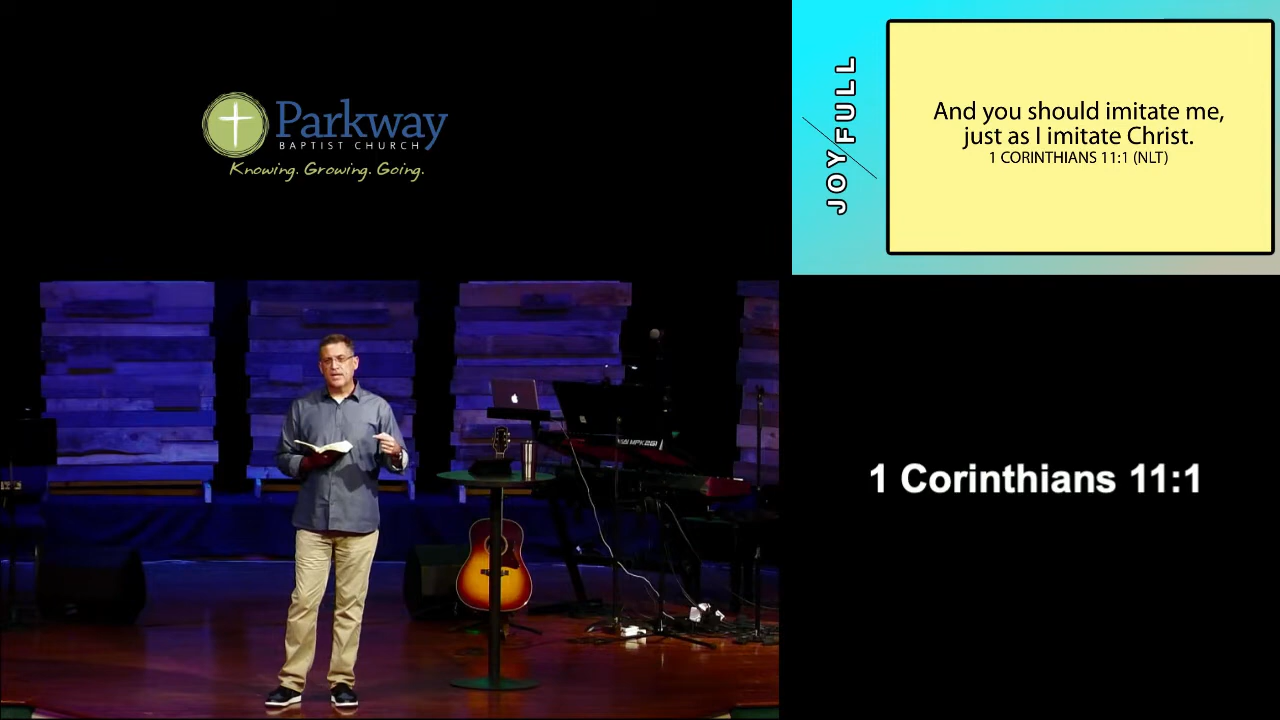 Parkway
BAPTIST CHURCH
Knowing. Growing. Going.
JOYFULL
And you should imitate me,
just as I imitate Christ.
1 CORINTHIANS 11:1 (NLT)
1 Corinthians 11:1